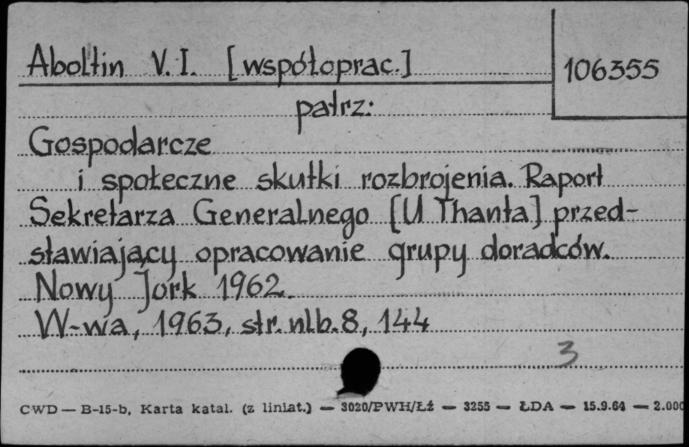 Aboltin V. I. [współoprac.]
106355
patrz:
Gospodarcze
i społeczne skutki rozbrojenia. Raport
Sekretarza Generalnego [U Thanta] przed-
stawiający opracowanie grupy doradców.
Nowy Jork 1962.
W-wa, 1963, str. nlb. 8, 144
3
CWD — B-15-b, Karta katal. (z liniat.) — 3020/PWH/Łź — 3255 — ŁDA — 15.9.64 — 2.000